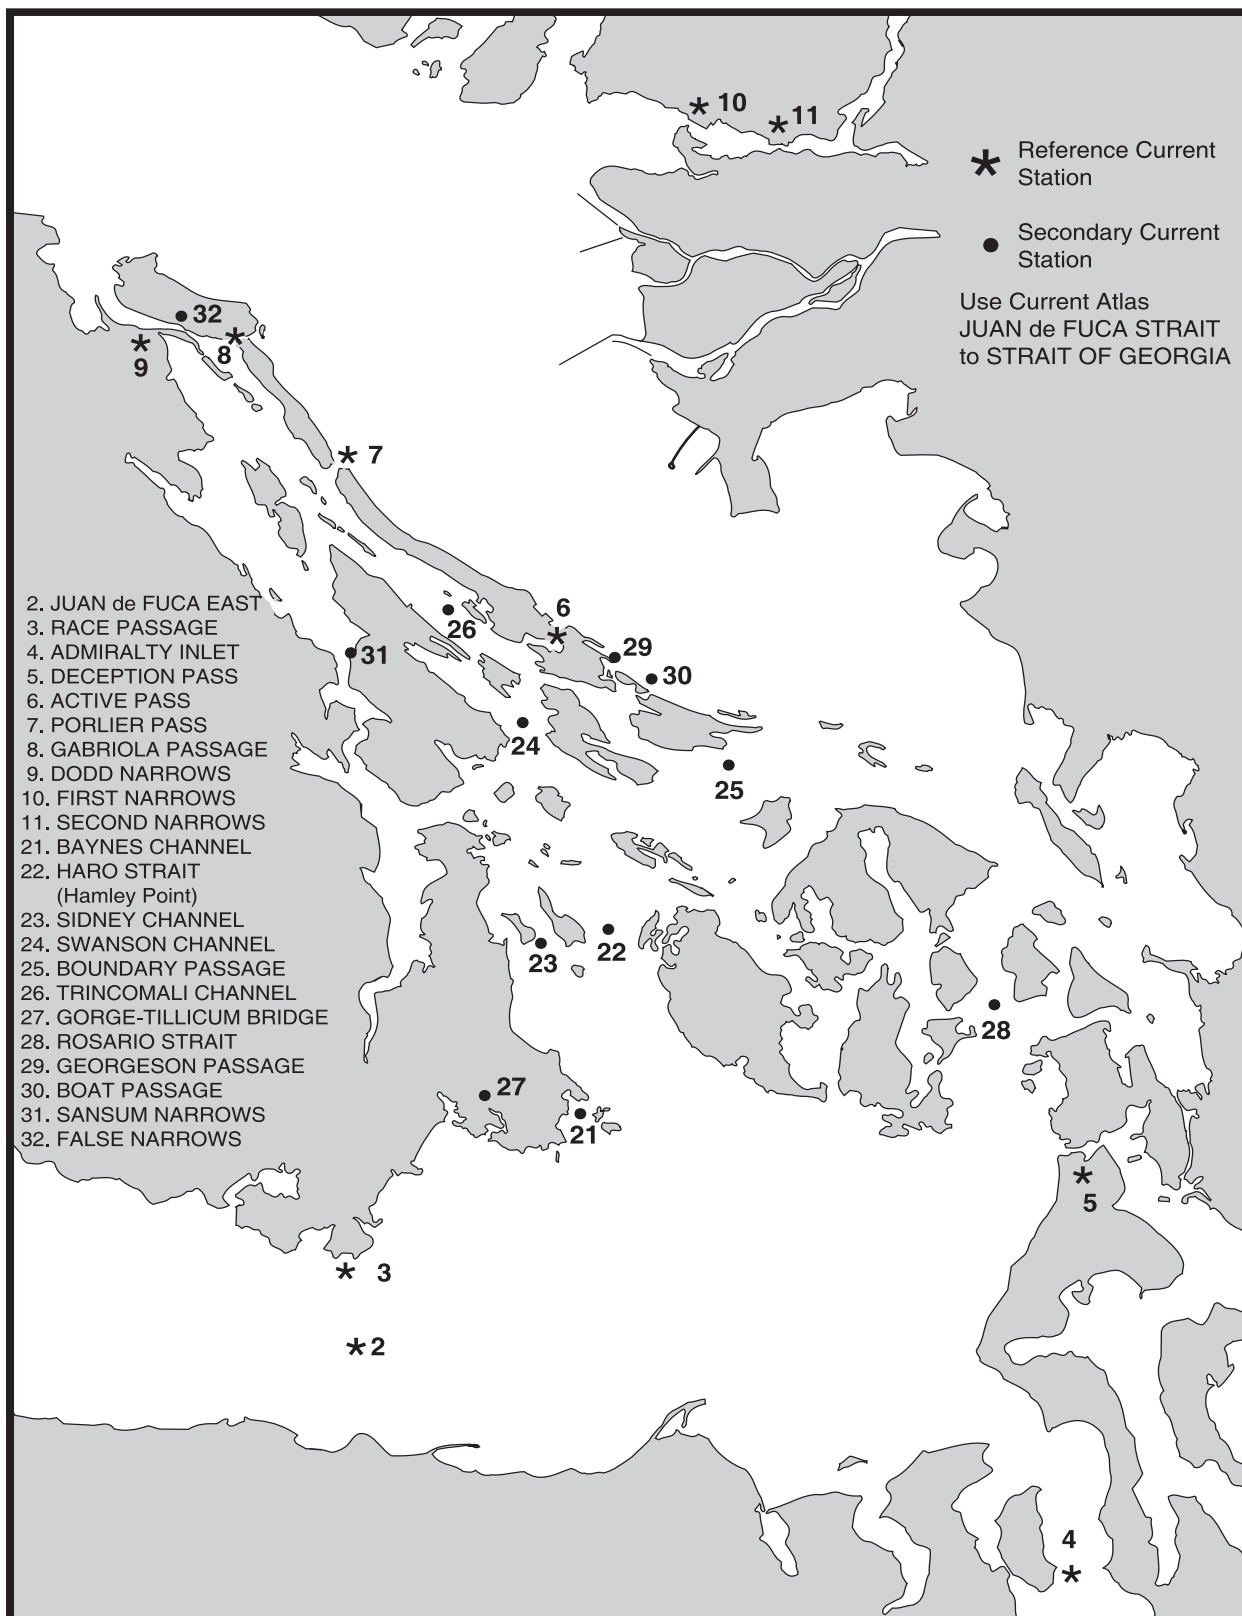 10
11
* Reference Current
Station
● Secondary Current
Station
Use Current Atlas
JUAN de FUCA STRAIT
to STRAIT OF GEORGIA
32
8
9
7
6
26
29
30
31
24
25
2. JUAN de FUCA EAST
3. RACE PASSAGE
4. ADMIRALTY INLET
5. DECEPTION PASS
6. ACTIVE PASS
7. PORLIER PASS
8. GABRIOLA PASSAGE
9. DODD NARROWS
10. FIRST NARROWS
11. SECOND NARROWS
21. BAYNES CHANNEL
22. HARO STRAIT
(Hamley Point)
23. SIDNEY CHANNEL
24. SWANSON CHANNEL
25. BOUNDARY PASSAGE
26. TRINCOMALI CHANNEL
27. GORGE-TILLICUM BRIDGE
28. ROSARIO STRAIT
29. GEORGESON PASSAGE
30. BOAT PASSAGE
31. SANSUM NARROWS
32. FALSE NARROWS
22
23
28
27
21
5
3
2
4